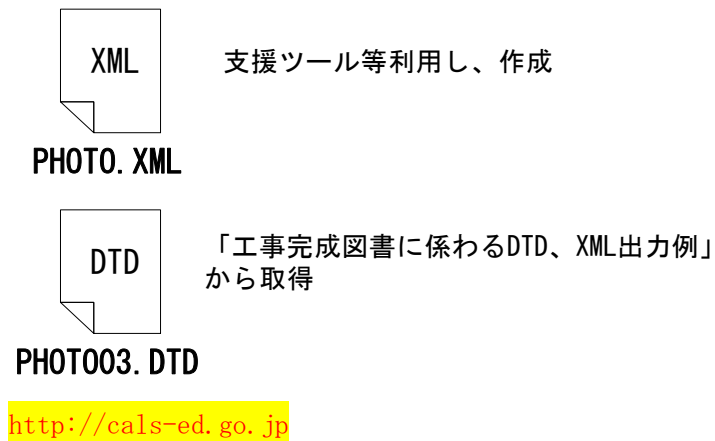 XML
支援ツール等利用し、作成
PHOTO.XML
DTD
「工事完成図書に係わるDTD、XML出力例」
から取得
PHOTO03.DTD
http://cals-ed.go.jp